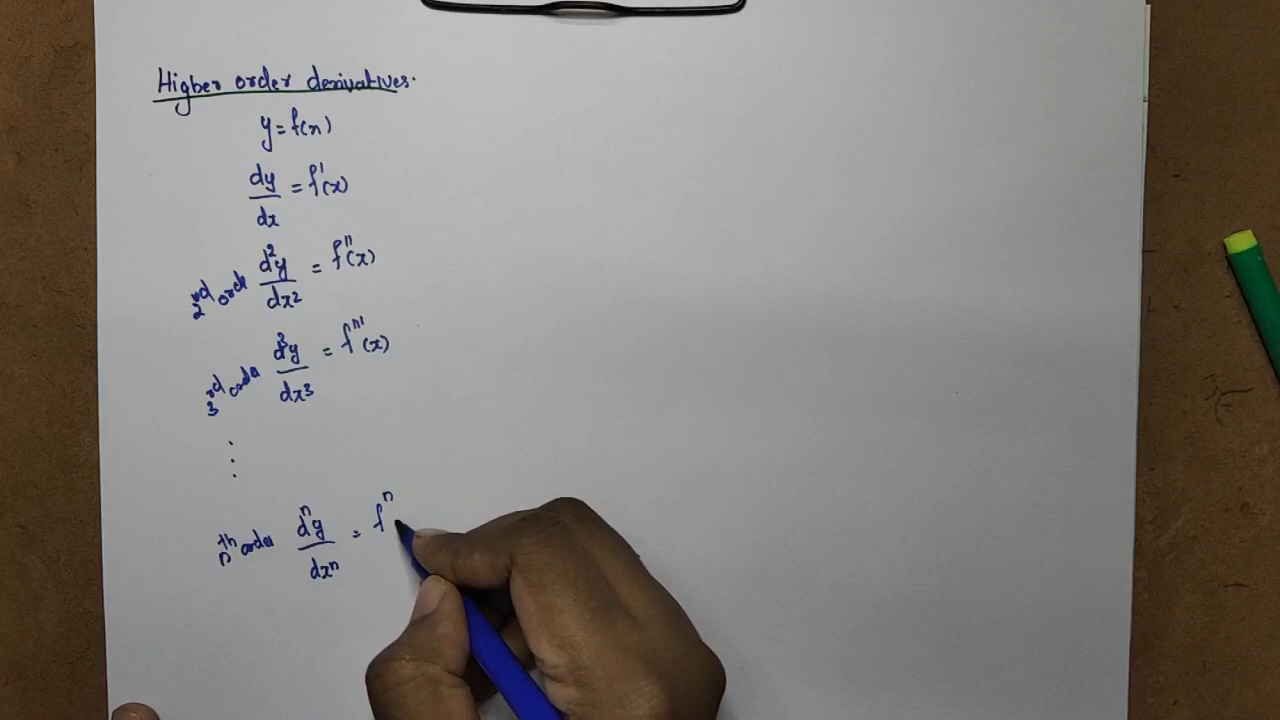 Higher order derivatives.
y = f(x)
dy/dx = f'(x)
2nd order d²y/dx² = f''(x)
3rd order d³y/dx³ = f'''(x)
⋮
nth order dⁿy/dxⁿ = fⁿ